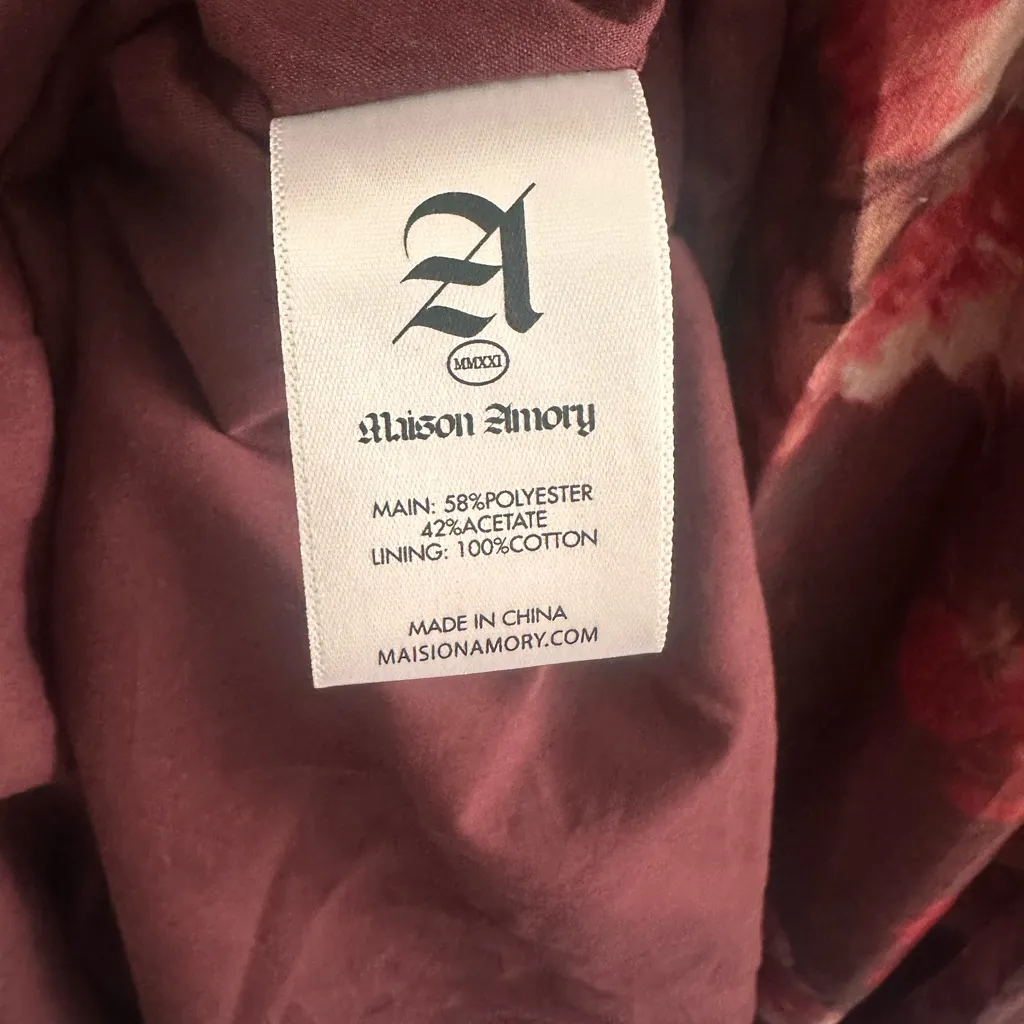 A
MMXXI
Maison Amory
MAIN: 58%POLYESTER
42%ACETATE
LINING: 100%COTTON
MADE IN CHINA
MAISIONAMORY.COM